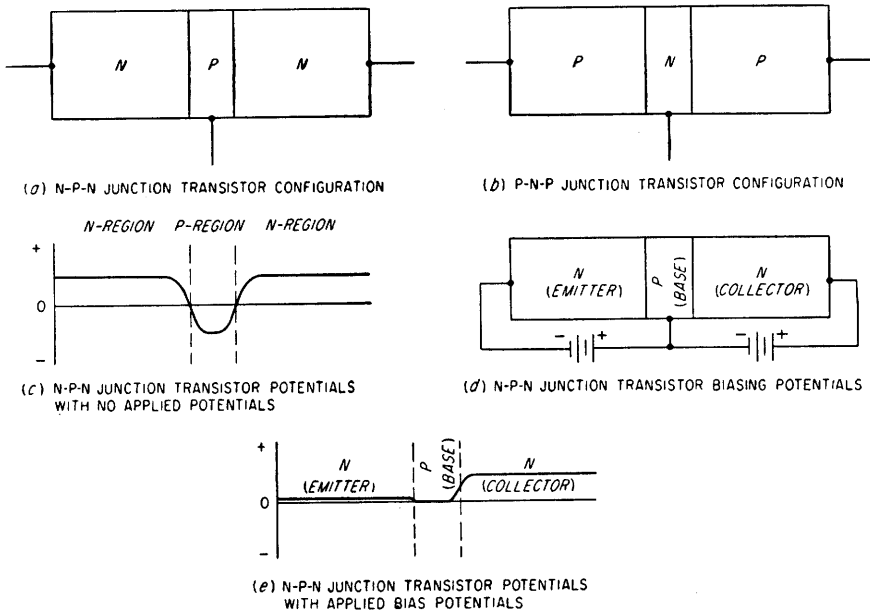 N P N
P N P
(a) N-P-N JUNCTION TRANSISTOR CONFIGURATION
(b) P-N-P JUNCTION TRANSISTOR CONFIGURATION
N-REGION P-REGION N-REGION
+
0
–
(c) N-P-N JUNCTION TRANSISTOR POTENTIALS
WITH NO APPLIED POTENTIALS
N
(EMITTER)
P
(BASE)
N
(COLLECTOR)
– +
– +
(d) N-P-N JUNCTION TRANSISTOR BIASING POTENTIALS
+
0
–
N
(EMITTER)
P
(BASE)
N
(COLLECTOR)
(e) N-P-N JUNCTION TRANSISTOR POTENTIALS
WITH APPLIED BIAS POTENTIALS